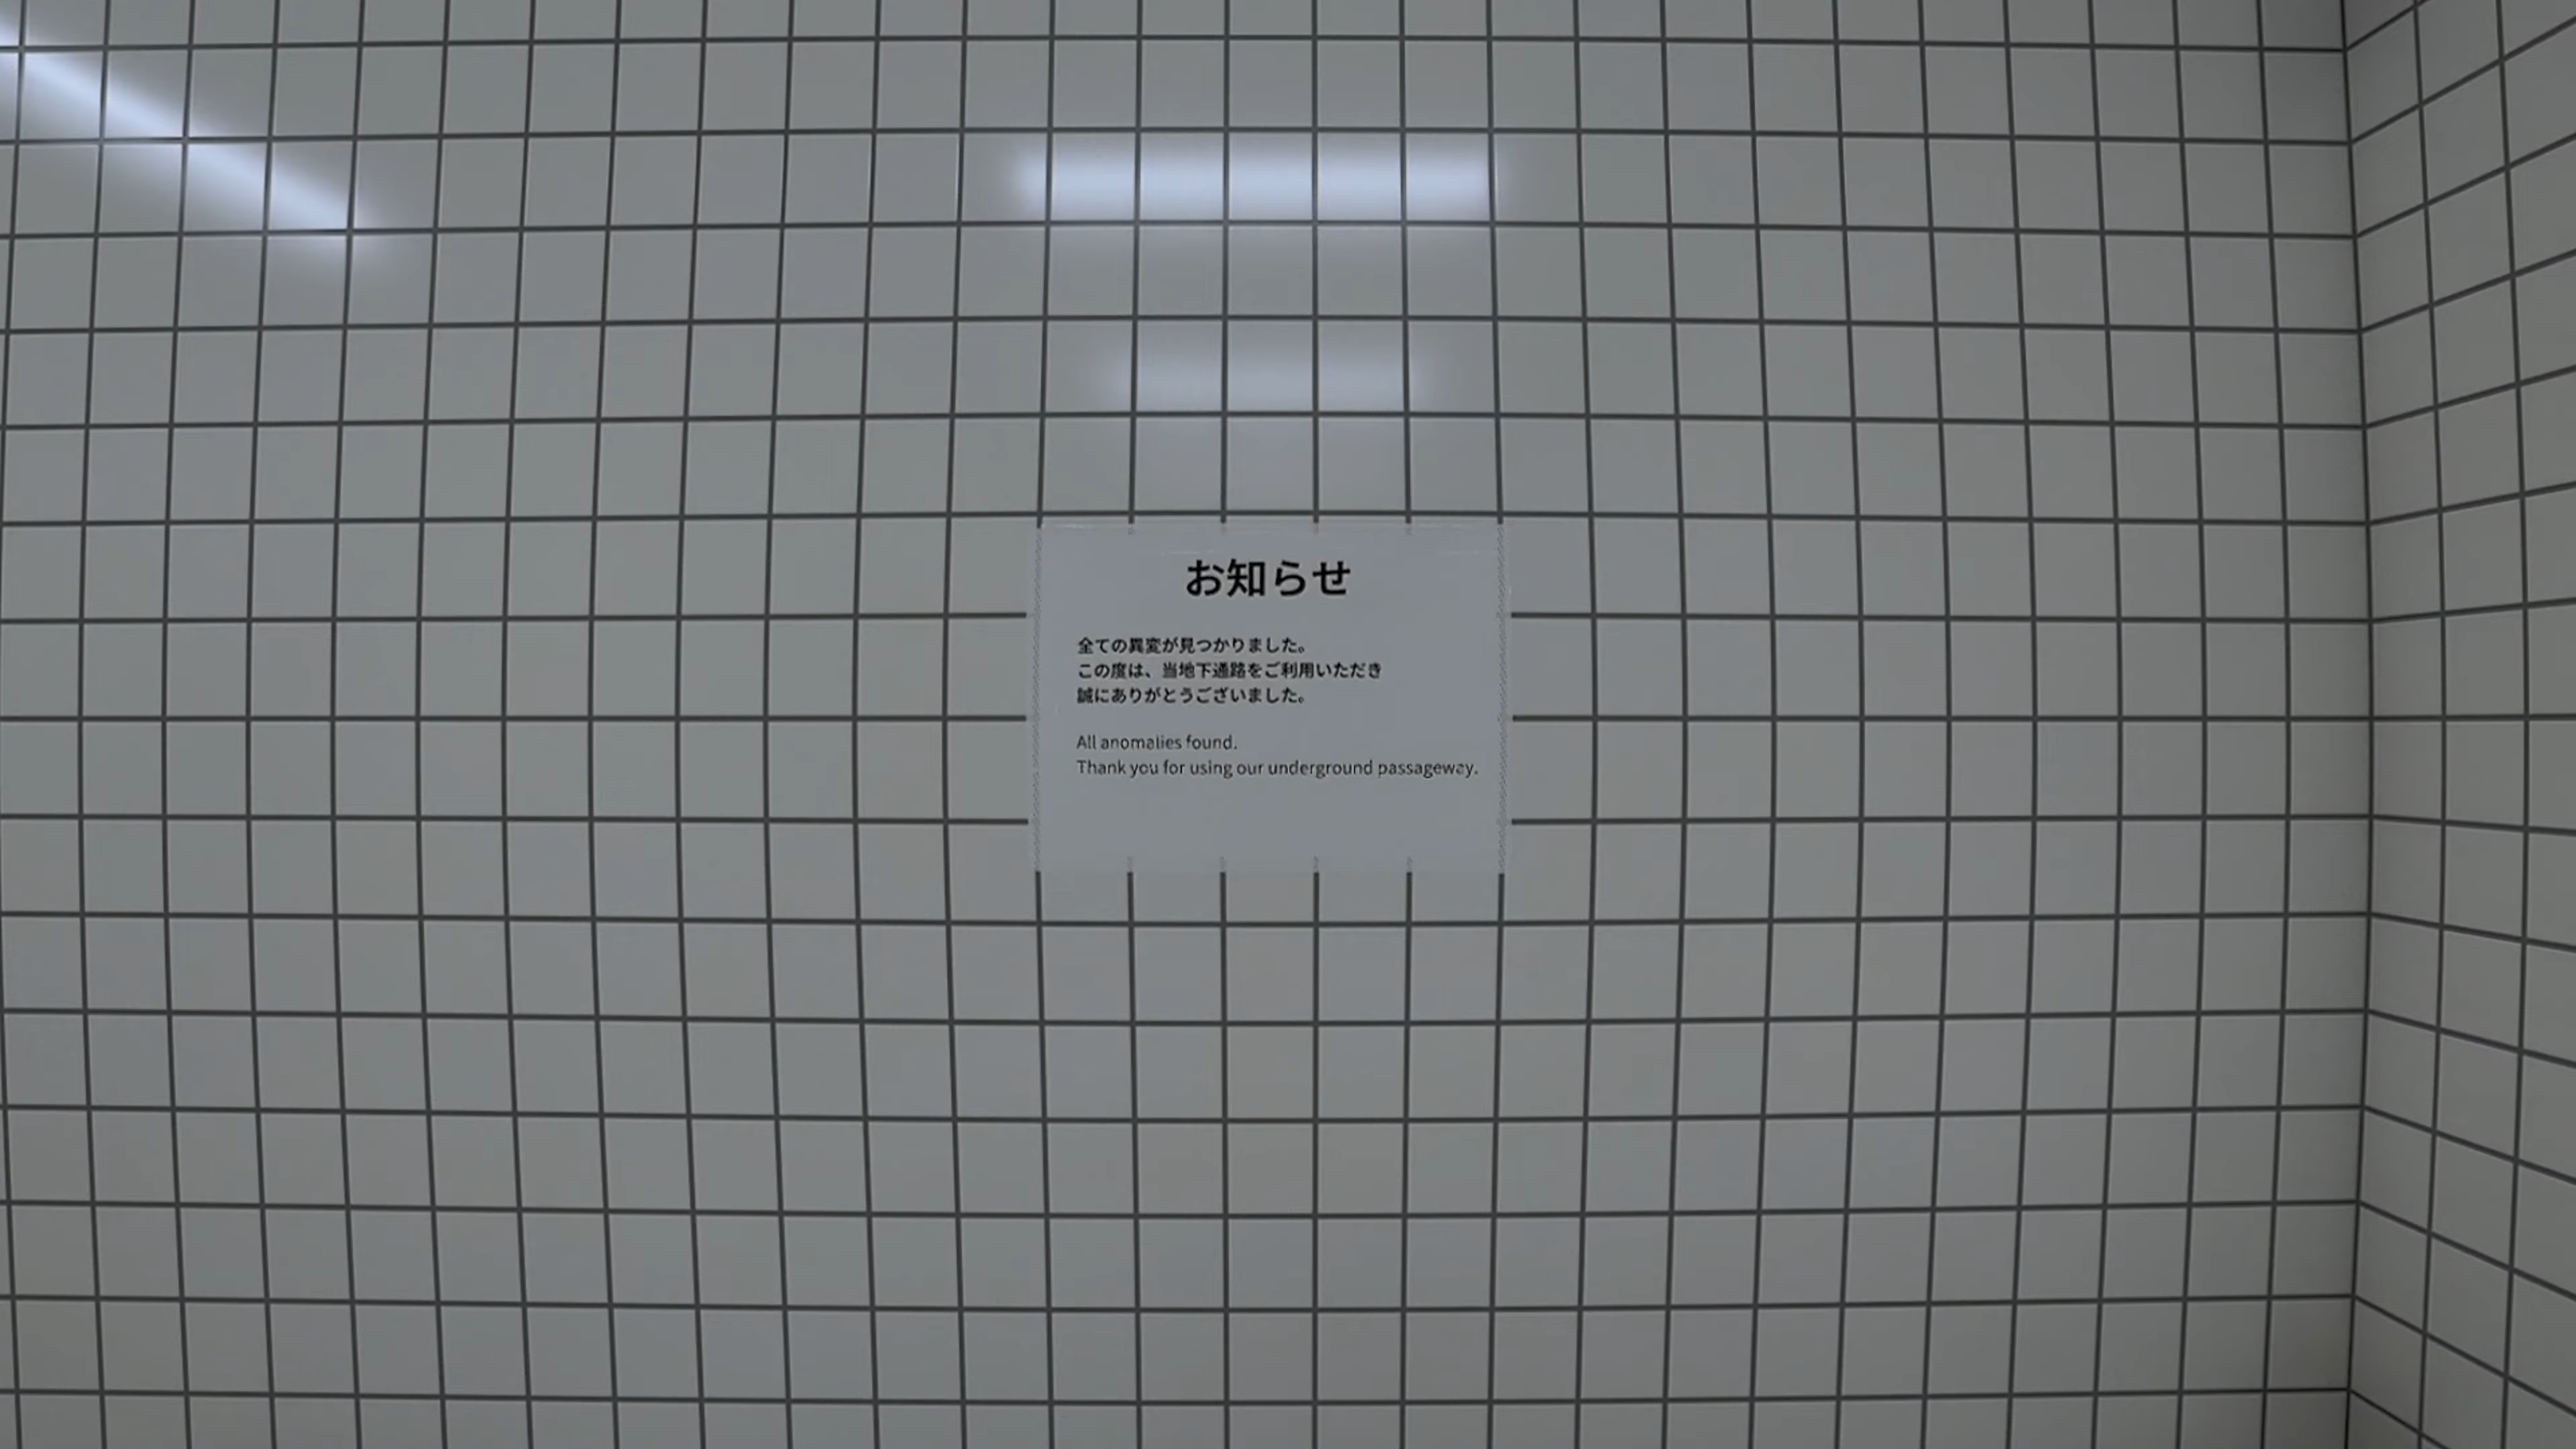 お知らせ
全ての異変が見つかりました。
この度は、当地下通路をご利用いただき
誠にありがとうございました。
All anomalies found.
Thank you for using our underground passageway.